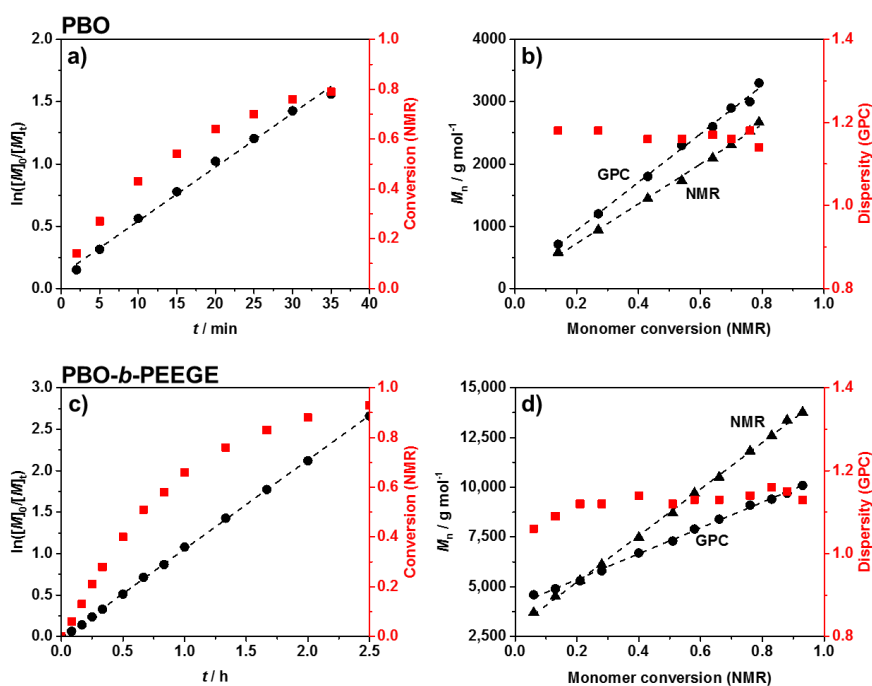 PBO
a)
2.0
1.5
1.0
0.5
0.0
ln([M]0/[M]t)
0 5 10 15 20 25 30 35 40
t / min
1.0
0.8
0.6
0.4
0.2
0.0
Conversion (NMR)
b)
4000
3000
2000
1000
0
Mn / g mol-1
GPC
NMR
0.0 0.2 0.4 0.6 0.8 1.0
Monomer conversion (NMR)
1.4
1.2
1.0
0.8
Dispersity (GPC)
PBO-b-PEEGE
c)
3.0
2.5
2.0
1.5
1.0
0.5
0.0
ln([M]0/[M]t)
0.0 0.5 1.0 1.5 2.0 2.5
t / h
1.0
0.8
0.6
0.4
0.2
0.0
Conversion (NMR)
d)
15,000
12,500
10,000
7,500
5,000
2,500
Mn / g mol-1
NMR
GPC
0.0 0.2 0.4 0.6 0.8 1.0
Monomer conversion (NMR)
1.4
1.2
1.0
0.8
Dispersity (GPC)